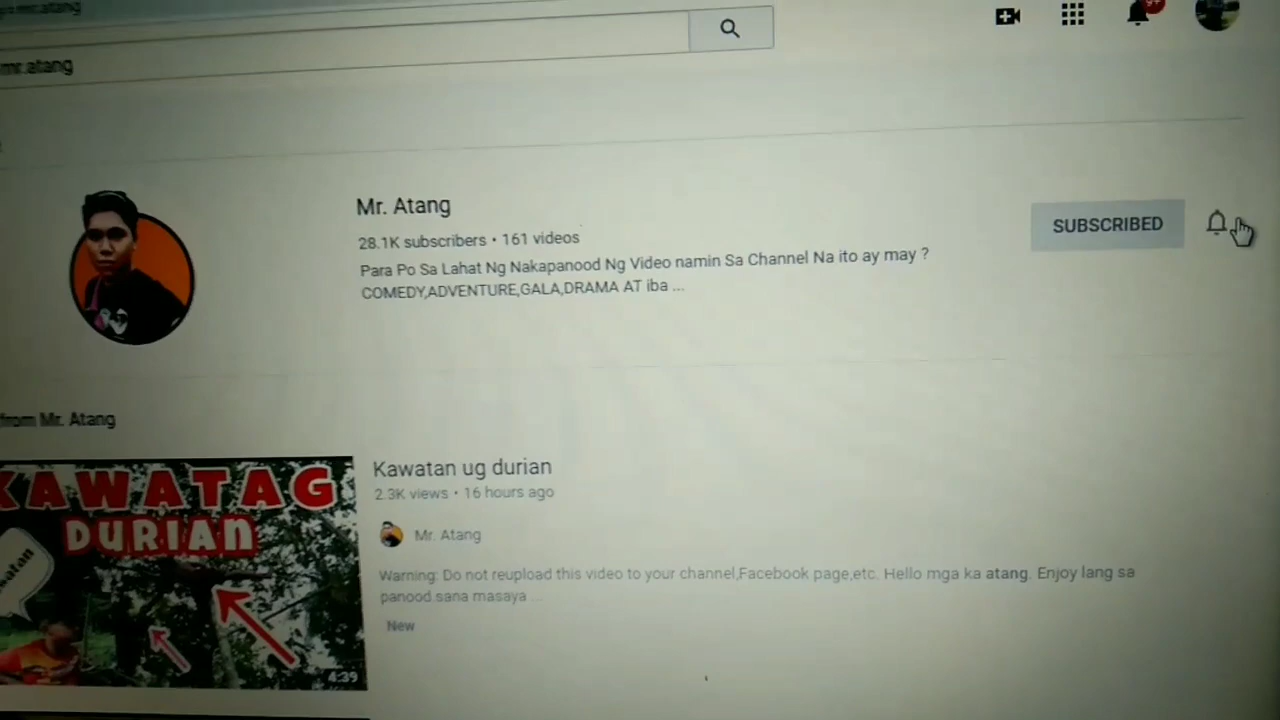 mr.atang
mr.atang
Mr. Atang
28.1K subscribers • 161 videos
Para Po Sa Lahat Ng Nakapanood Ng Video namin Sa Channel Na ito ay may ?
COMEDY,ADVENTURE,GALA,DRAMA AT iba ...
SUBSCRIBED
from Mr. Atang
KAWATAG
DURIAN
Kawatan ug durian
2.3K views • 16 hours ago
Mr. Atang
Warning: Do not reupload this video to your channel,Facebook page,etc. Hello mga ka atang. Enjoy lang sa
panood sana masaya ...
New
4:39